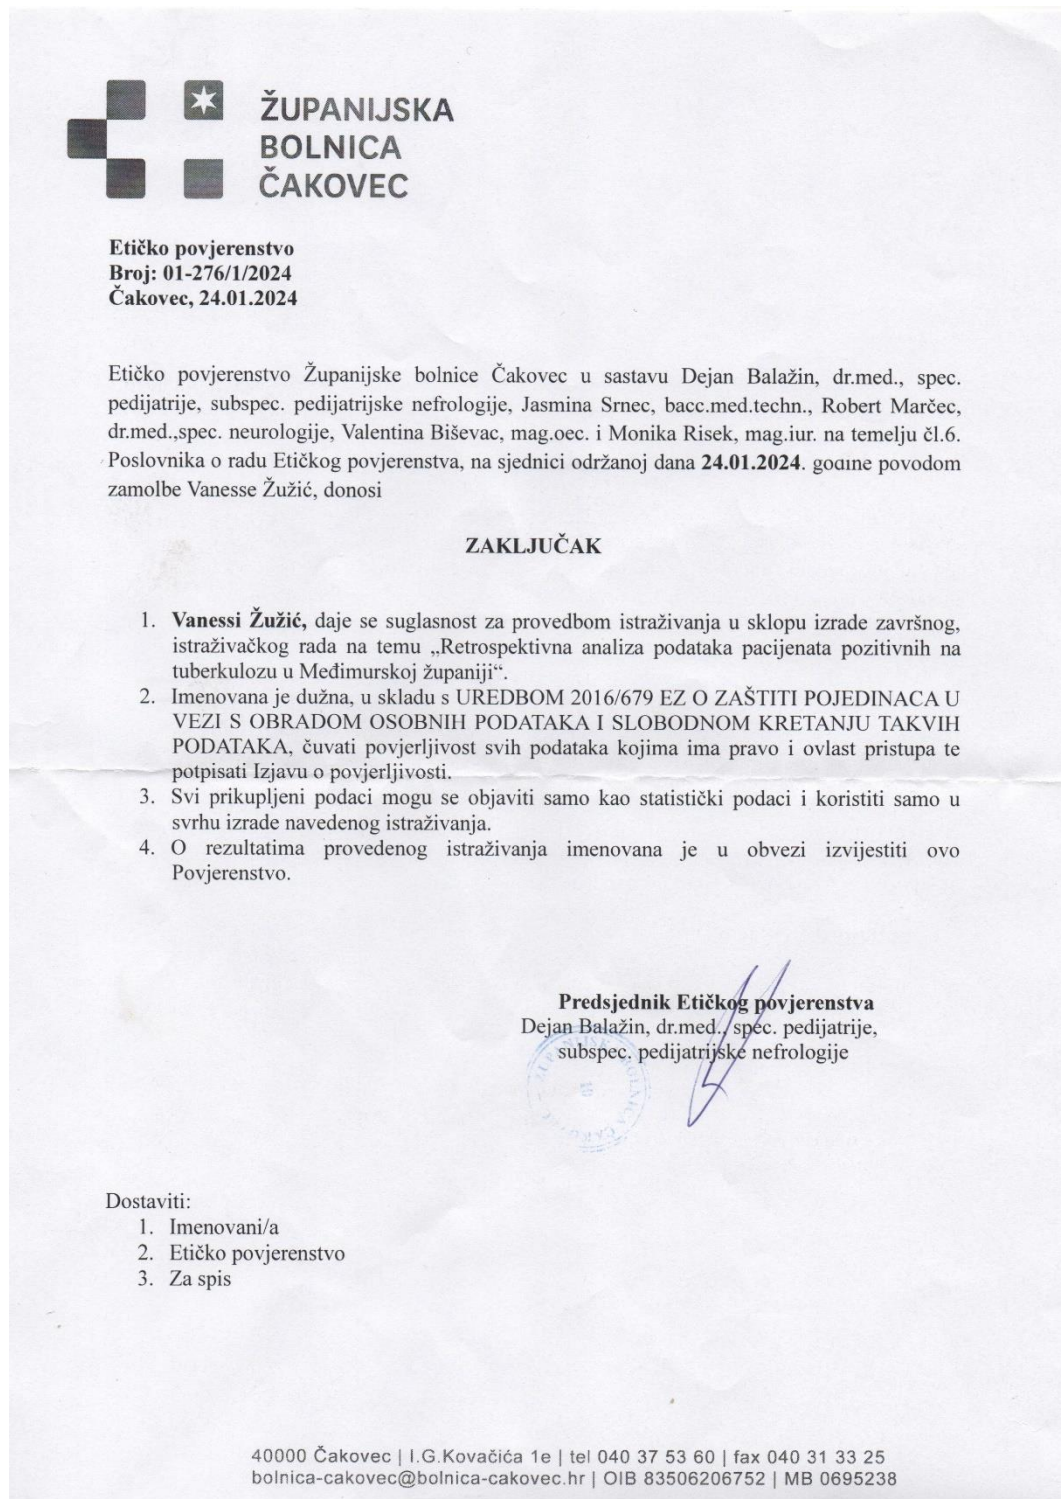 ŽUPANIJSKA
BOLNICA
ČAKOVEC
Etičko povjerenstvo
Broj: 01-276/1/2024
Čakovec, 24.01.2024
Etičko povjerenstvo Županijske bolnice Čakovec u sastavu Dejan Balažin, dr.med., spec.
pedijatrije, subspec. pedijatrijske nefrologije, Jasmina Srnec, bacc.med.techn., Robert Marčec,
dr.med.,spec. neurologije, Valentina Biševac, mag.oec. i Monika Risek, mag.iur. na temelju čl.6.
Poslovnika o radu Etičkog povjerenstva, na sjednici održanoj dana 24.01.2024. godine povodom
zamolbe Vanesse Žužić, donosi
ZAKLJUČAK
1. Vanessi Žužić, daje se suglasnost za provedbom istraživanja u sklopu izrade završnog,
istraživačkog rada na temu „Retrospektivna analiza podataka pacijenata pozitivnih na
tuberkulozu u Međimurskoj županiji“.
2. Imenovana je dužna, u skladu s UREDBOM 2016/679 EZ O ZAŠTITI POJEDINACA U
VEZI S OBRADOM OSOBNIH PODATAKA I SLOBODNOM KRETANJU TAKVIH
PODATAKA, čuvati povjerljivost svih podataka kojima ima pravo i ovlast pristupa te
potpisati Izjavu o povjerljivosti.
3. Svi prikupljeni podaci mogu se objaviti samo kao statistički podaci i koristiti samo u
svrhu izrade navedenog istraživanja.
4. O rezultatima provedenog istraživanja imenovana je u obvezi izvijestiti ovo
Povjerenstvo.
Predsjednik Etičkog povjerenstva
Dejan Balažin, dr.med., spec. pedijatrije,
subspec. pedijatrijske nefrologije
BOLNICA
10
Dostaviti:
1. Imenovani/a
2. Etičko povjerenstvo
3. Za spis
40000 Čakovec | I.G.Kovačića 1e | tel 040 37 53 60 | fax 040 31 33 25
bolnica-cakovec@bolnica-cakovec.hr | OIB 83506206752 | MB 0695238